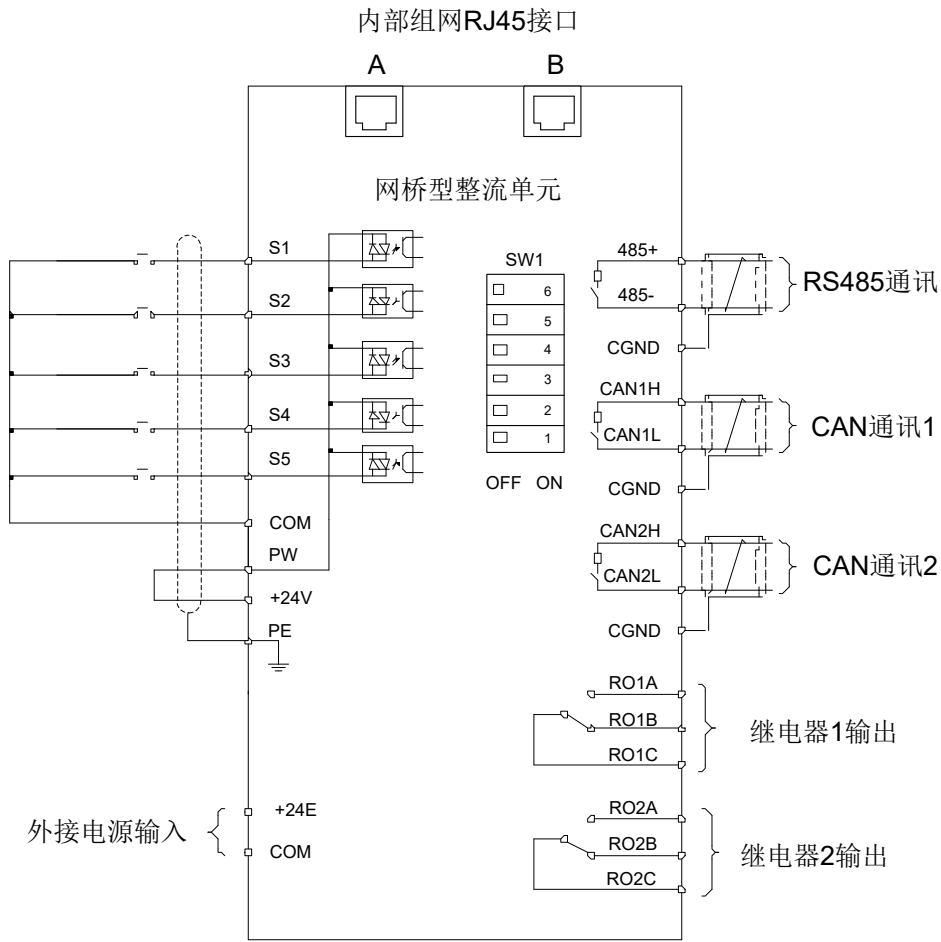 内部组网RJ45接口
A
B
网桥型整流单元
S1
S2
S3
S4
S5
COM
PW
+24V
PE
SW1
6
5
4
3
2
1
OFF ON
485+
485-
CGND
RS485通讯
CAN1H
CAN1L
CGND
CAN通讯1
CAN2H
CAN2L
CGND
CAN通讯2
RO1A
RO1B
RO1C
继电器1输出
外接电源输入
+24E
COM
RO2A
RO2B
RO2C
继电器2输出